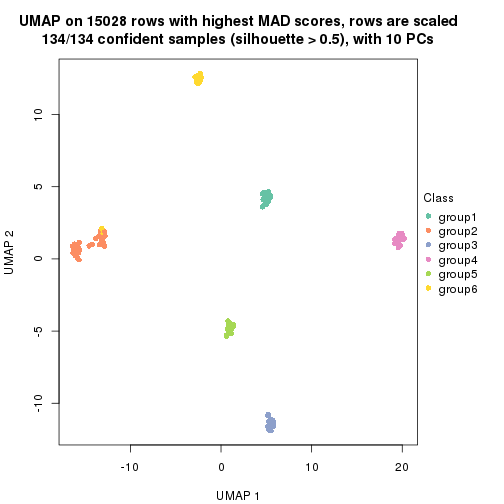 UMAP on 15028 rows with highest MAD scores, rows are scaled
134/134 confident samples (silhouette > 0.5), with 10 PCs
10
5
0
-5
-10
UMAP 2
-10
0
10
20
UMAP 1
Class
group1
group2
group3
group4
group5
group6